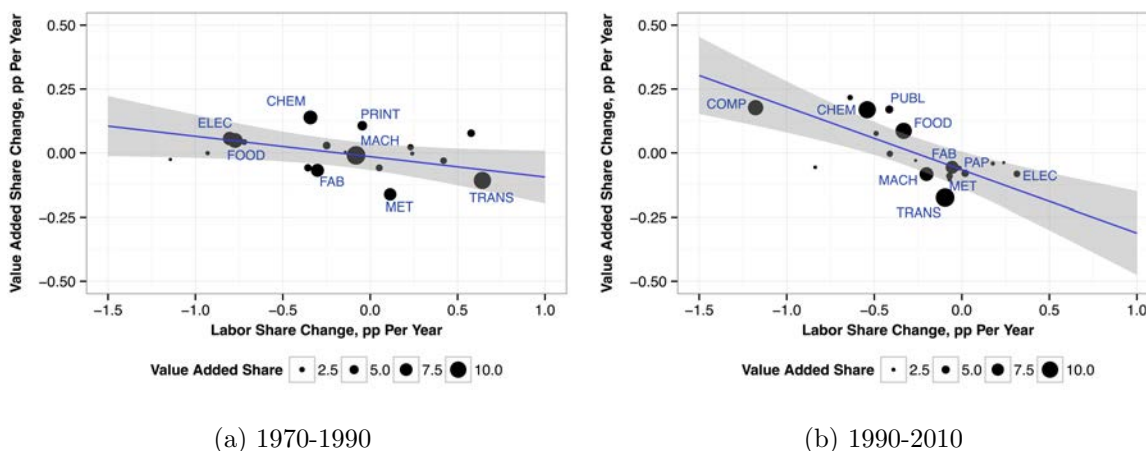 Value Added Share Change, pp Per Year
0.50
0.25
0.00
−0.25
−0.50
CHEM
PRINT
ELEC
MACH
FOOD
FAB
MET
TRANS
−1.5 −1.0 −0.5 0.0 0.5 1.0
Labor Share Change, pp Per Year
Value Added Share 2.5 5.0 7.5 10.0
(a) 1970-1990
Value Added Share Change, pp Per Year
0.50
0.25
0.00
−0.25
−0.50
COMP
CHEM
PUBL
FOOD
FAB
PAP
MACH
MET
ELEC
TRANS
−1.5 −1.0 −0.5 0.0 0.5 1.0
Labor Share Change, pp Per Year
Value Added Share 2.5 5.0 7.5 10.0
(b) 1990-2010